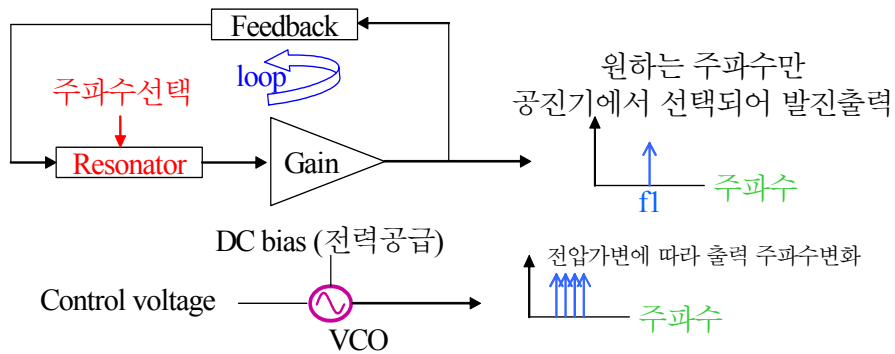 Feedback
loop
주파수선택
Resonator
Gain
원하는 주파수만
공진기에서 선택되어 발진출력
주파수
f1
DC bias (전력공급)
Control voltage
VCO
전압가변에 따라 출력 주파수변화
주파수